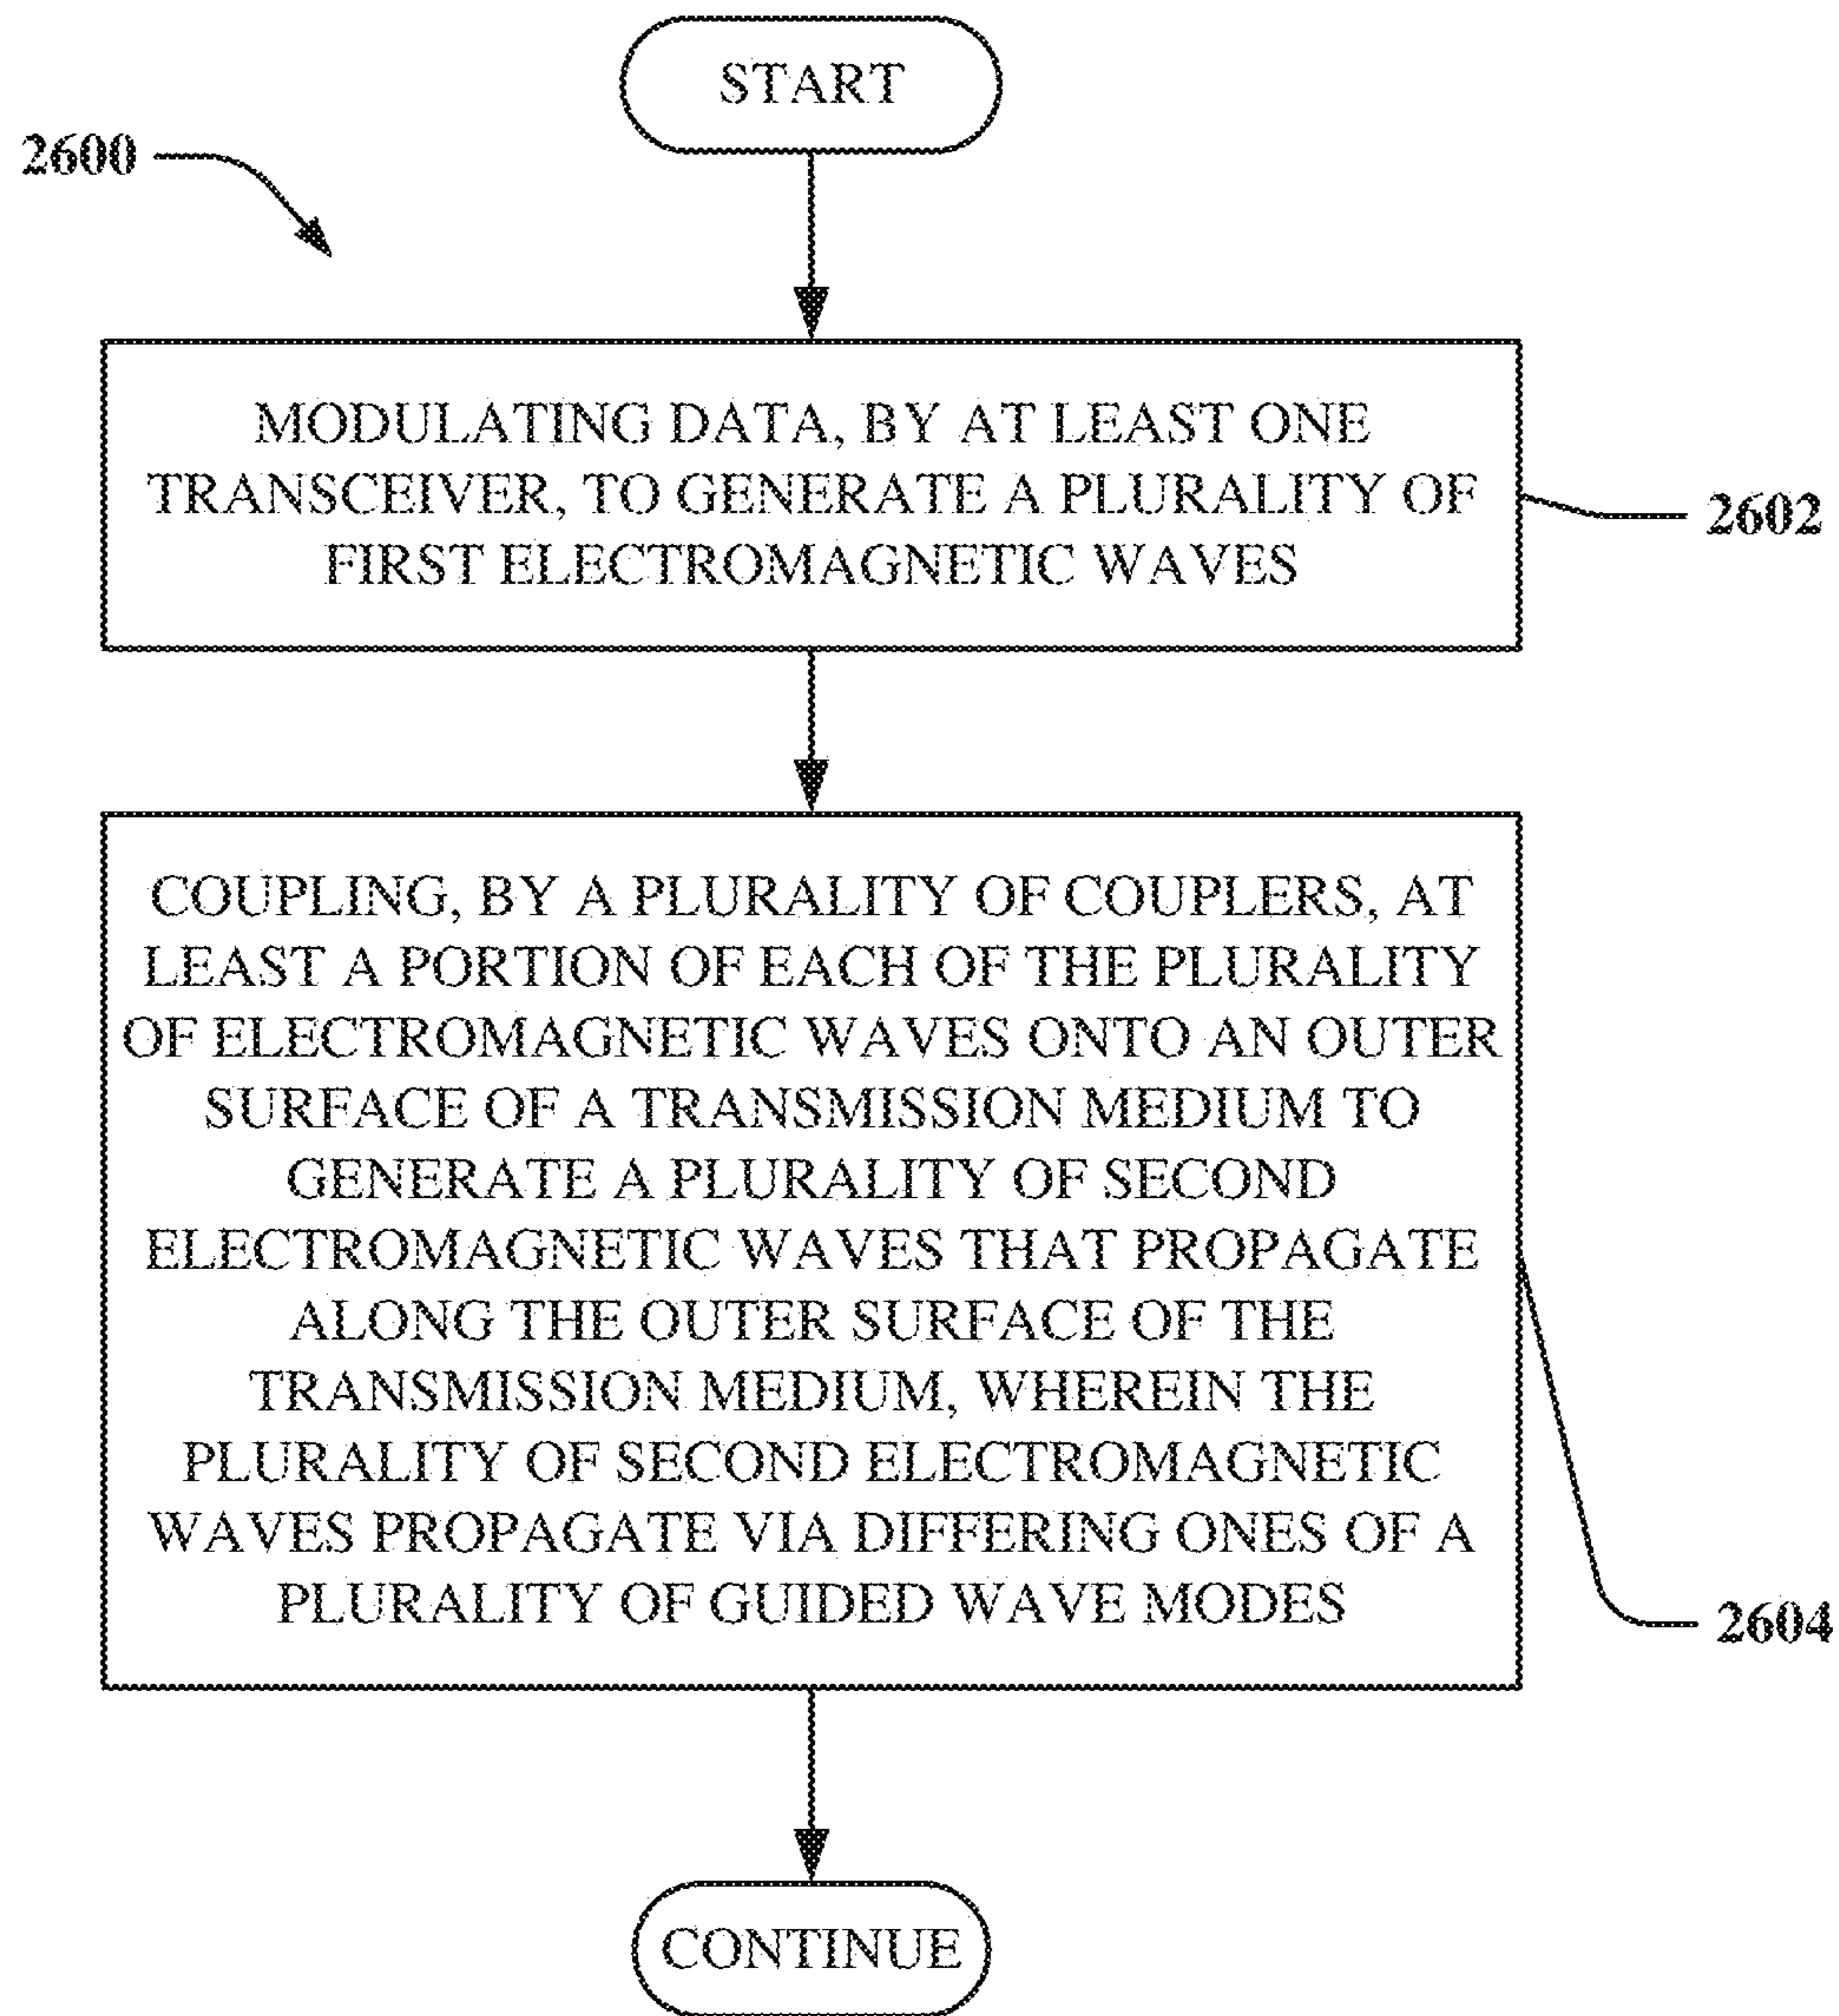 START
2600
MODULATING DATA, BY AT LEAST ONE
TRANSCEIVER, TO GENERATE A PLURALITY OF
FIRST ELECTROMAGNETIC WAVES
2602
COUPLING, BY A PLURALITY OF COUPLERS, AT
LEAST A PORTION OF EACH OF THE PLURALITY
OF ELECTROMAGNETIC WAVES ONTO AN OUTER
SURFACE OF A TRANSMISSION MEDIUM TO
GENERATE A PLURALITY OF SECOND
ELECTROMAGNETIC WAVES THAT PROPAGATE
ALONG THE OUTER SURFACE OF THE
TRANSMISSION MEDIUM, WHEREIN THE
PLURALITY OF SECOND ELECTROMAGNETIC
WAVES PROPAGATE VIA DIFFERING ONES OF A
PLURALITY OF GUIDED WAVE MODES
2604
CONTINUE